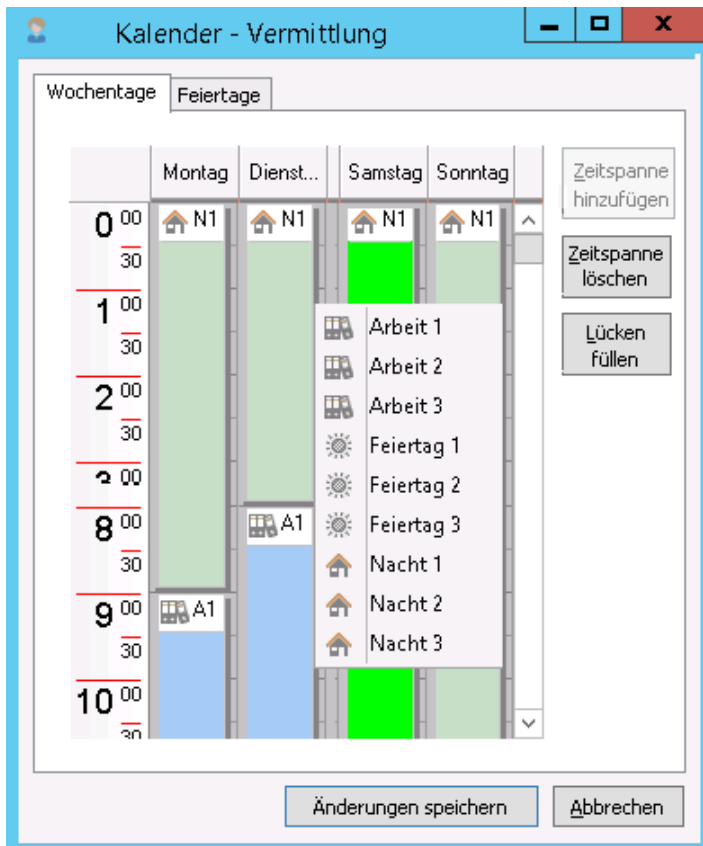 Kalender - Vermittlung
Wochentage Feiertage
Montag Dienst... Samstag Sonntag
Zeitspanne
hinzufügen
0 00 N1 N1 N1 N1
30
Zeitspanne
löschen
1 00
30
Lücken
füllen
2 00
30
3 00
8 00 A1
30
9 00 A1
30
10 00
30
Arbeit 1
Arbeit 2
Arbeit 3
Feiertag 1
Feiertag 2
Feiertag 3
Nacht 1
Nacht 2
Nacht 3
Änderungen speichern Abbrechen